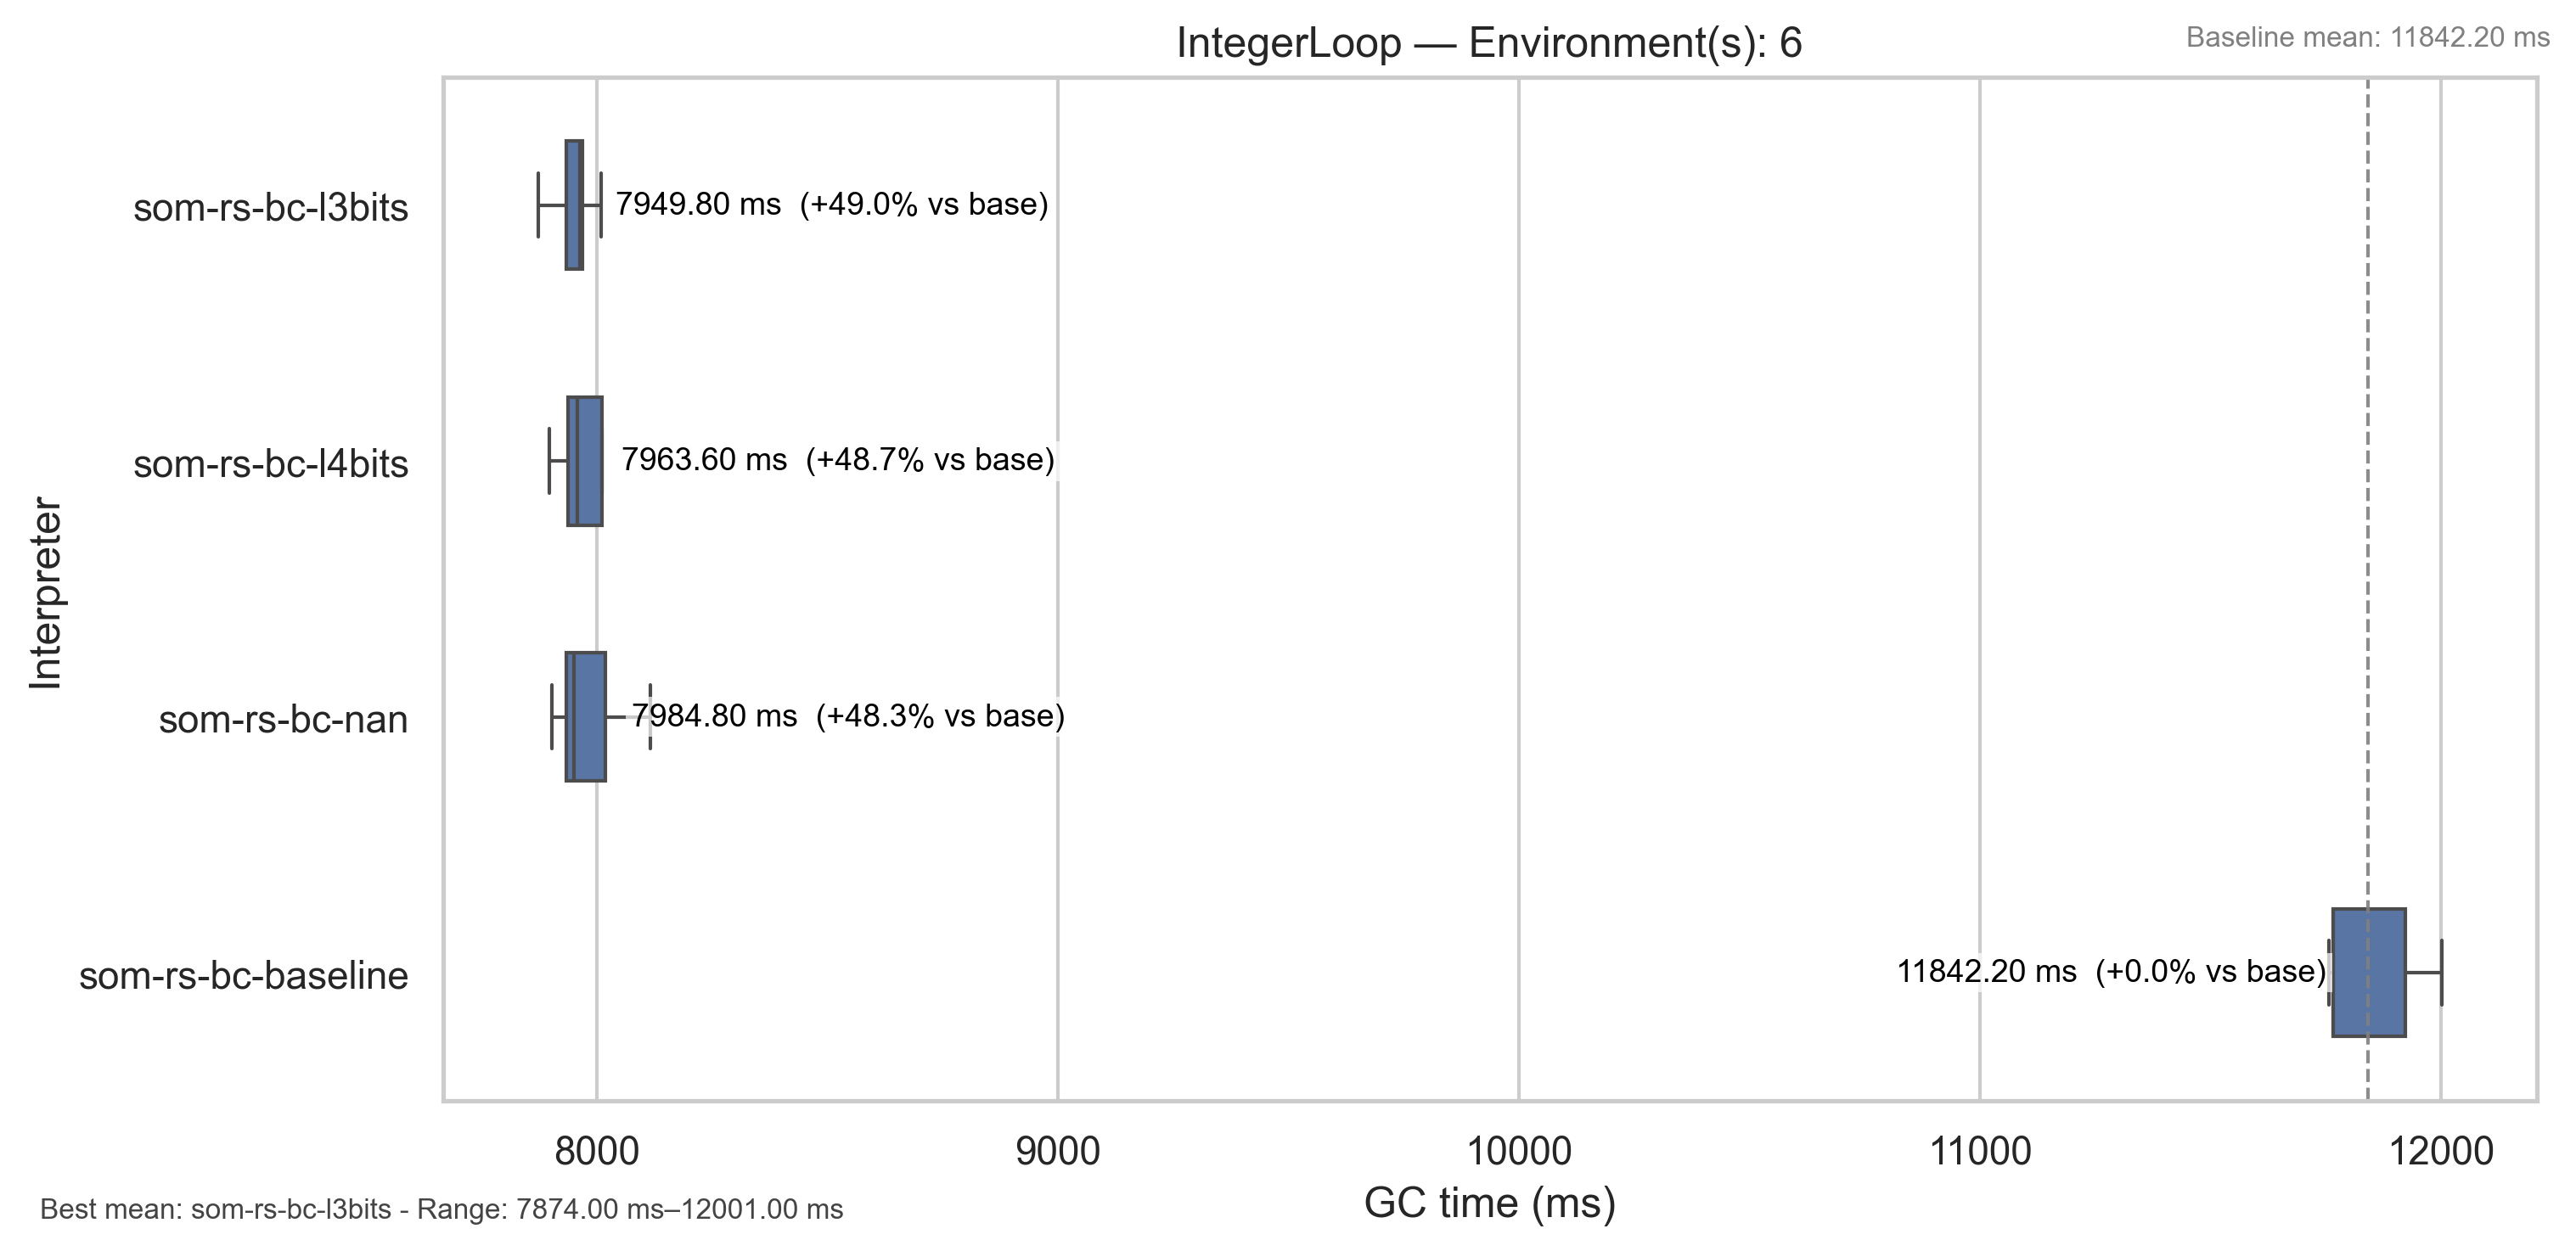 IntegerLoop — Environment(s): 6
Baseline mean: 11842.20 ms
Interpreter
som-rs-bc-l3bits
7949.80 ms (+49.0% vs base)
som-rs-bc-l4bits
7963.60 ms (+48.7% vs base)
som-rs-bc-nan
7984.80 ms (+48.3% vs base)
som-rs-bc-baseline
11842.20 ms (+0.0% vs base)
8000
9000
10000
11000
12000
GC time (ms)
Best mean: som-rs-bc-l3bits - Range: 7874.00 ms–12001.00 ms